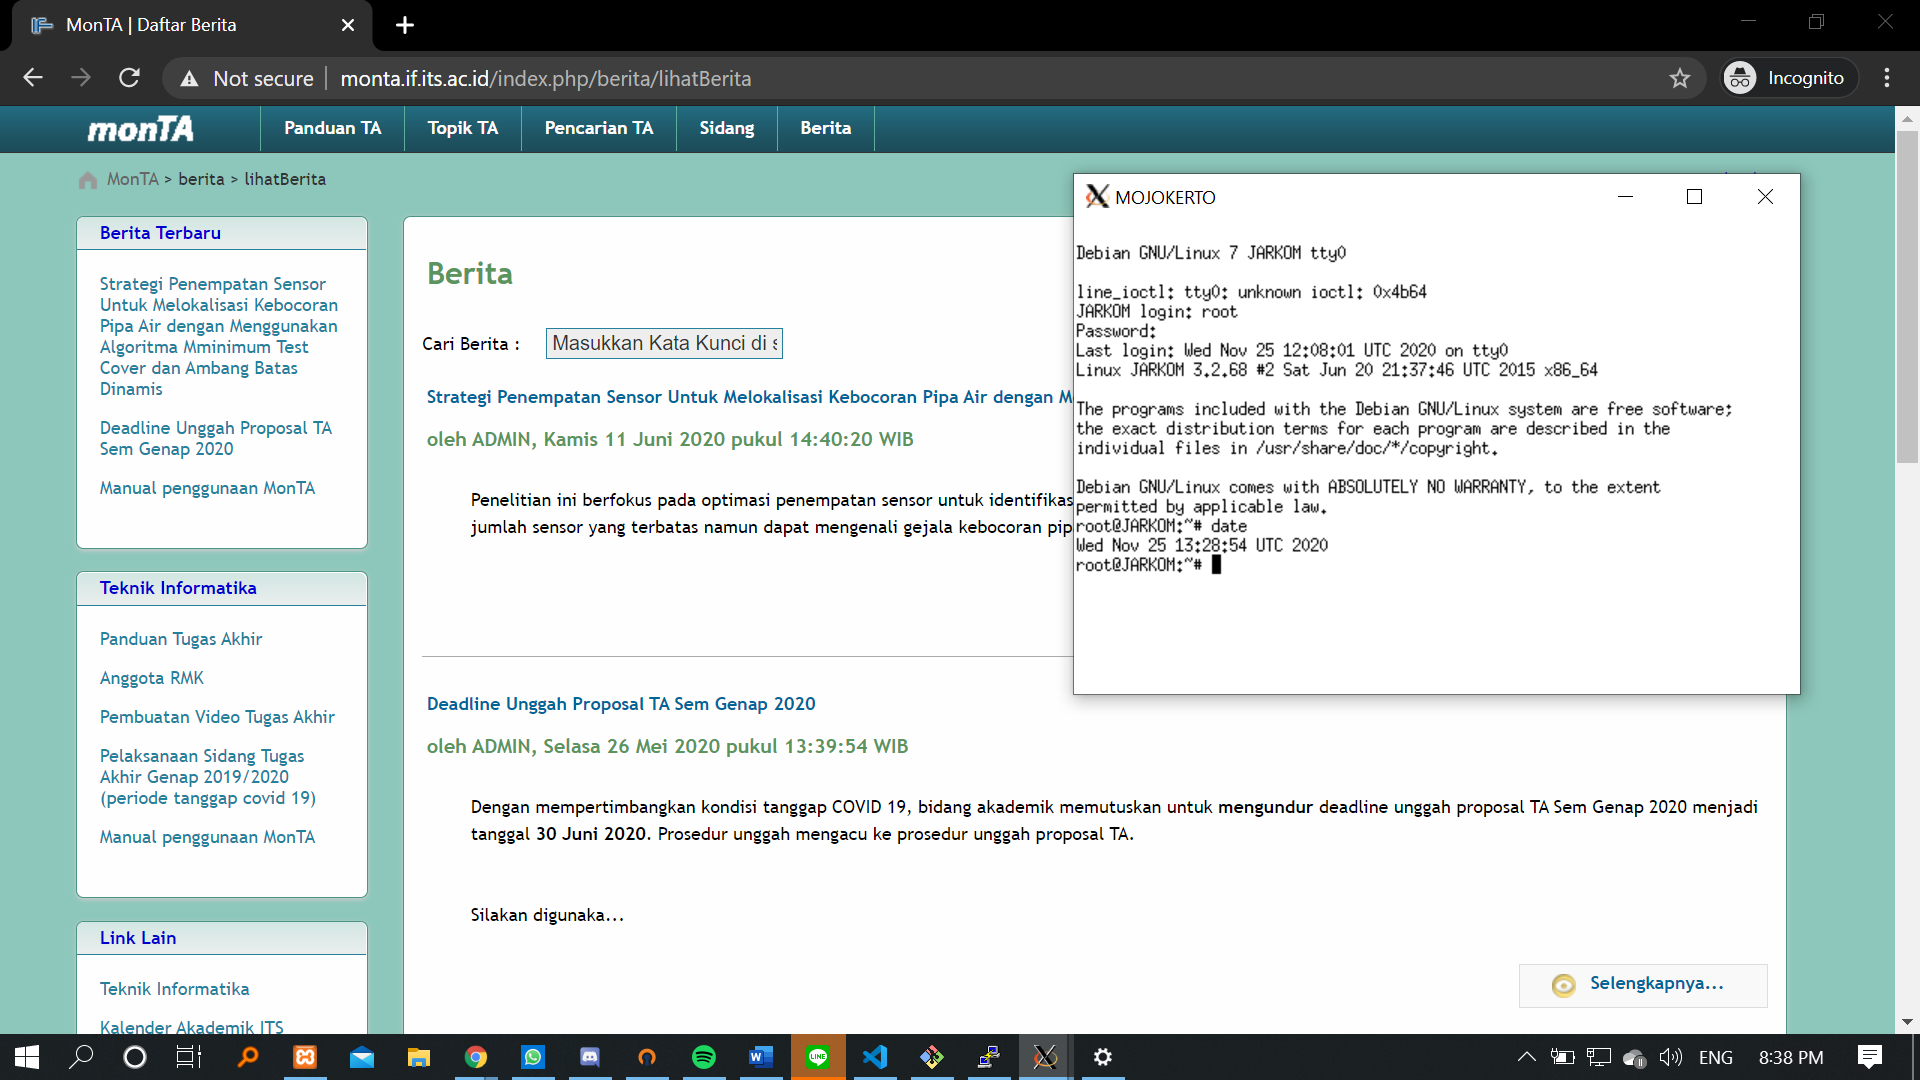 MonTA | Daftar Berita
Not secure
monta.if.its.ac.id/index.php/berita/lihatBerita
Incognito
monTA
Panduan TA
Topik TA
Pencarian TA
Sidang
Berita
MonTA > berita > lihatBerita
Berita Terbaru
Strategi Penempatan Sensor
Untuk Melokalisasi Kebocoran
Pipa Air dengan Menggunakan
Algoritma Mminimum Test
Cover dan Ambang Batas
Dinamis
Deadline Unggah Proposal TA
Sem Genap 2020
Manual penggunaan MonTA
Teknik Informatika
Panduan Tugas Akhir
Anggota RMK
Pembuatan Video Tugas Akhir
Pelaksanaan Sidang Tugas
Akhir Genap 2019/2020
(periode tanggap covid 19)
Manual penggunaan MonTA
Link Lain
Teknik Informatika
Kalender Akademik ITS
Berita
Cari Berita :
Masukkan Kata Kunci di s
Strategi Penempatan Sensor Untuk Melokalisasi Kebocoran Pipa Air dengan M
oleh ADMIN, Kamis 11 Juni 2020 pukul 14:40:20 WIB
Penelitian ini berfokus pada optimasi penempatan sensor untuk identifikas
jumlah sensor yang terbatas namun dapat mengenali gejala kebocoran pip
Deadline Unggah Proposal TA Sem Genap 2020
oleh ADMIN, Selasa 26 Mei 2020 pukul 13:39:54 WIB
Dengan mempertimbangkan kondisi tanggap COVID 19, bidang akademik memutuskan untuk mengundur deadline unggah proposal TA Sem Genap 2020 menjadi
tanggal 30 Juni 2020. Prosedur unggah mengacu ke prosedur unggah proposal TA.
Silakan digunaka...
Selengkapnya...
MOJOKERTO
Debian GNU/Linux 7 JARKOM tty0
line_ioctl: tty0: unknown ioctl: 0x4b64
JARKOM login: root
Password:
Last login: Wed Nov 25 12:08:01 UTC 2020 on tty0
Linux JARKOM 3.2.68 #2 Sat Jun 20 21:37:46 UTC 2015 x86_64
The programs included with the Debian GNU/Linux system are free software;
the exact distribution terms for each program are described in the
individual files in /usr/share/doc/*/copyright.
Debian GNU/Linux comes with ABSOLUTELY NO WARRANTY, to the extent
permitted by applicable law.
root@JARKOM:~# date
Wed Nov 25 13:28:54 UTC 2020
root@JARKOM:~#
LINE
ENG
8:38 PM